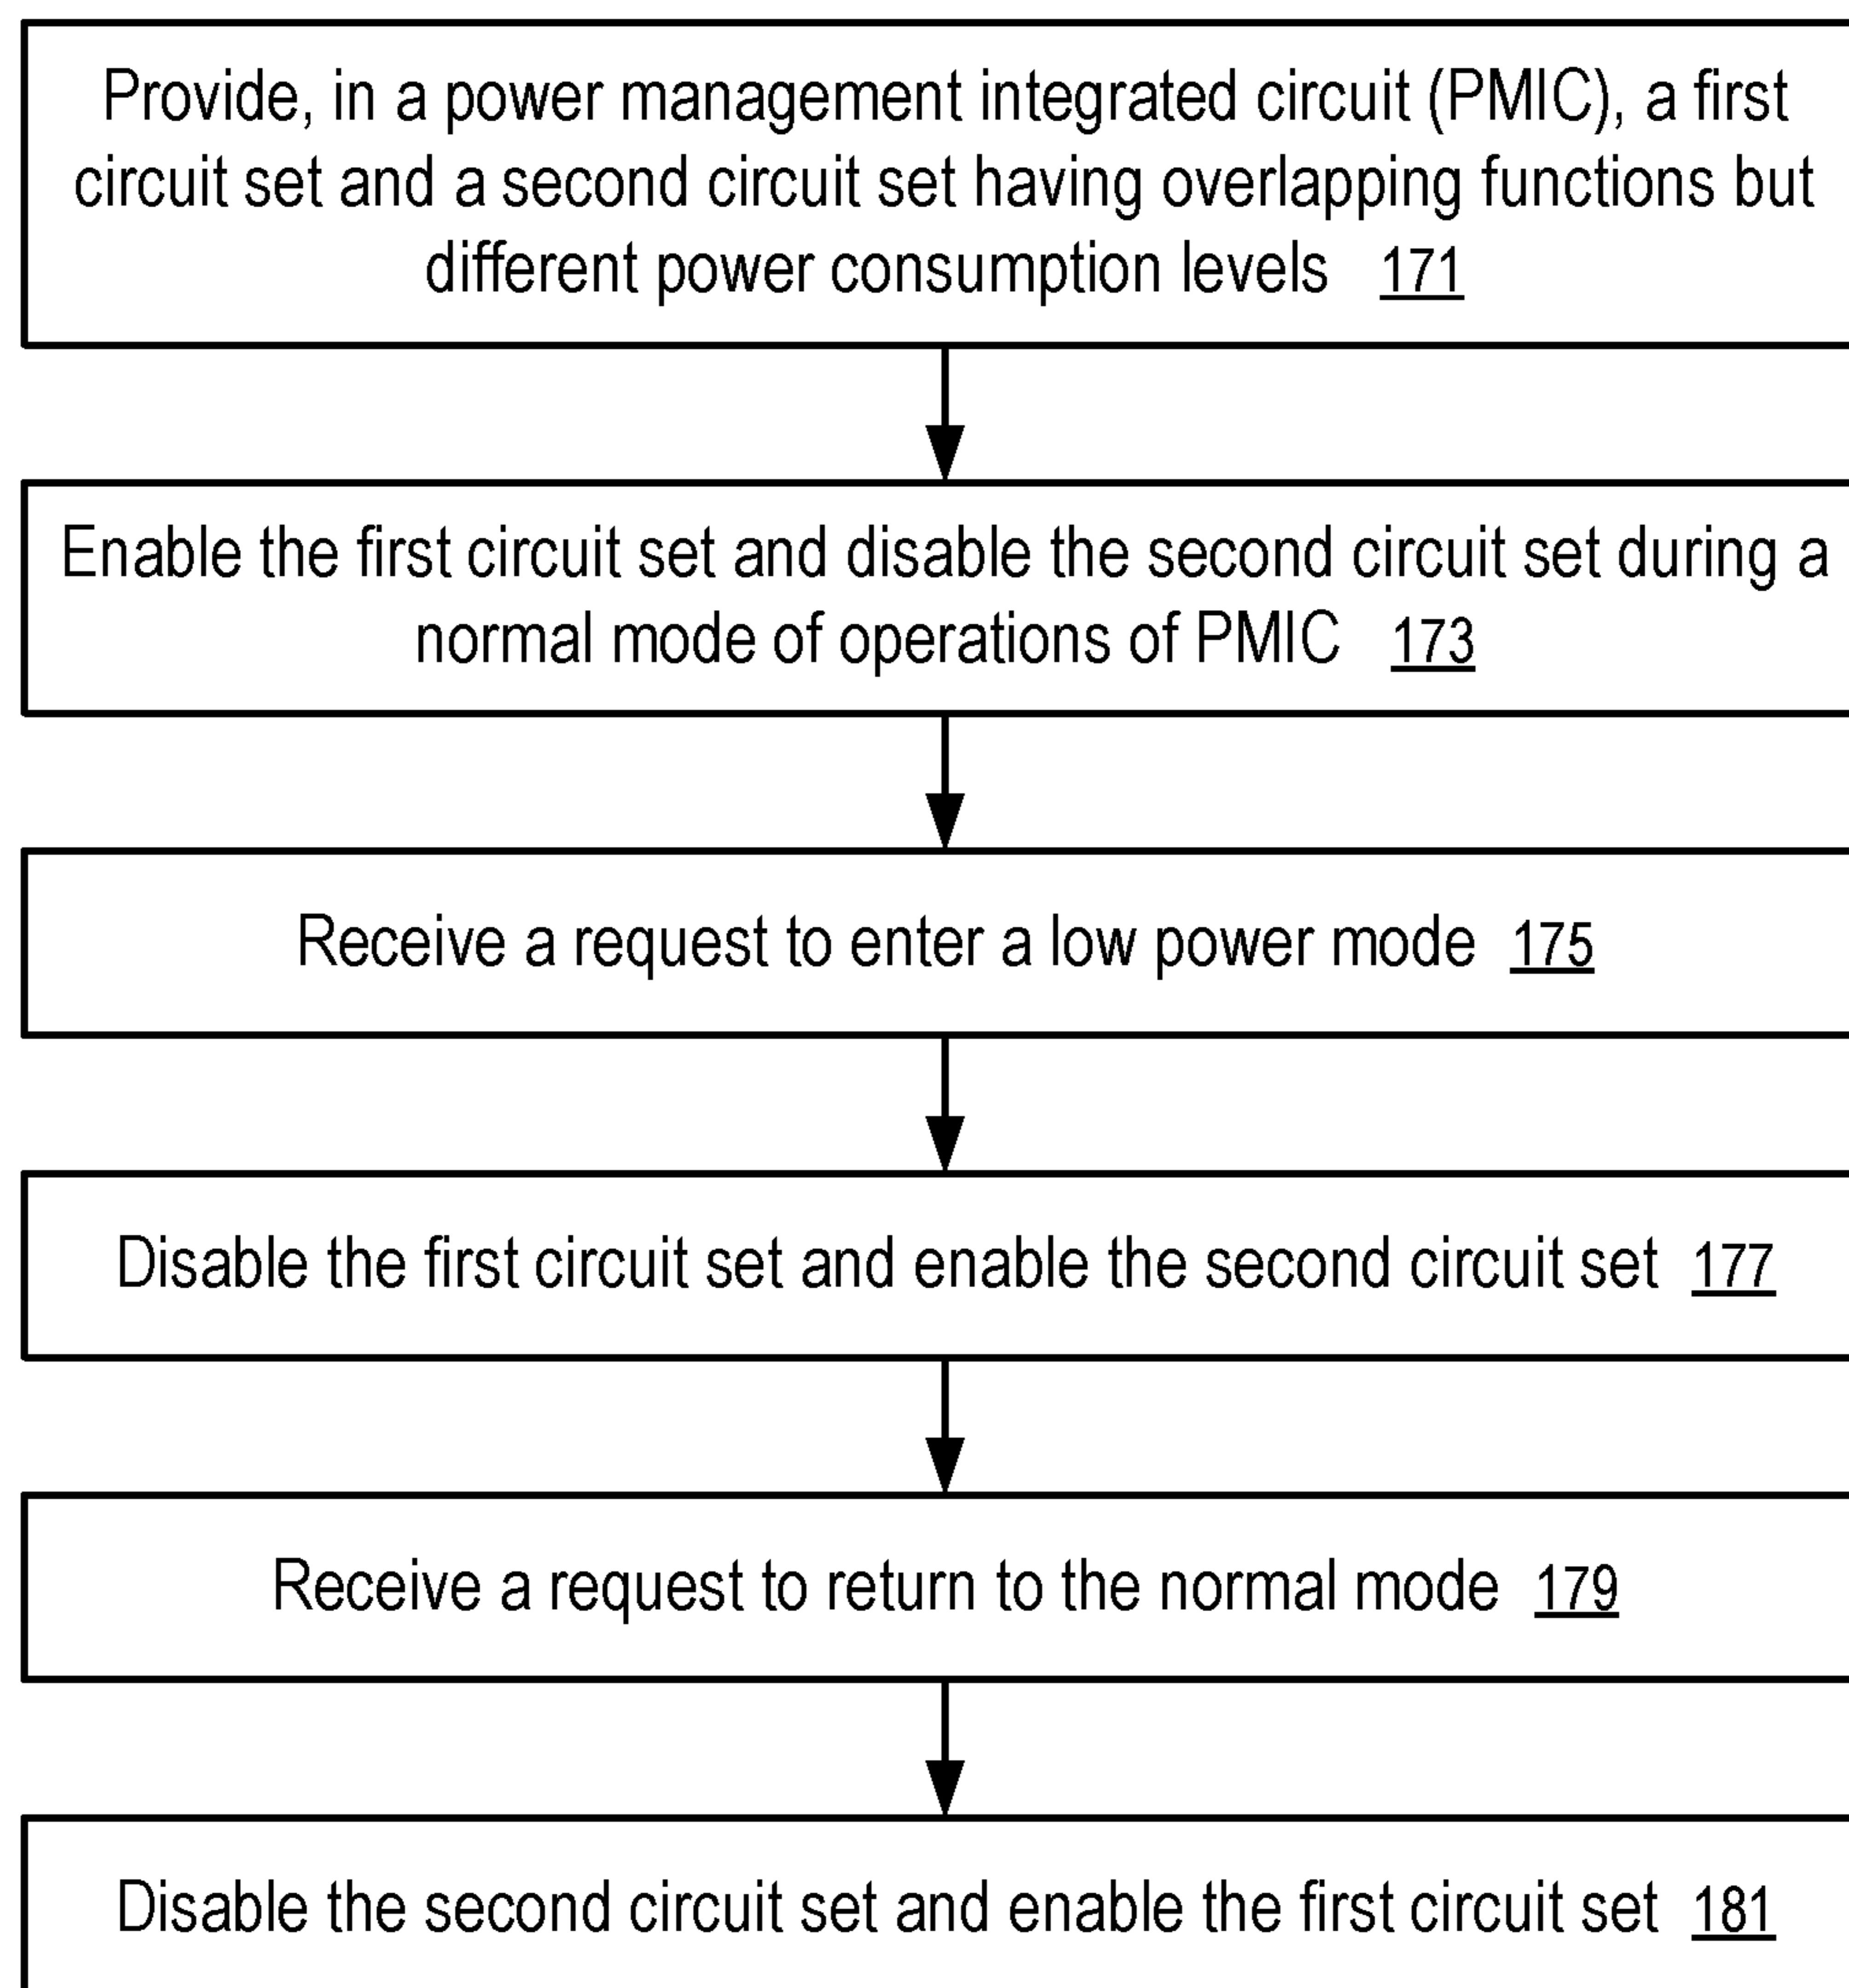 Provide, in a power management integrated circuit (PMIC), a first
circuit set and a second circuit set having overlapping functions but
different power consumption levels 171
Enable the first circuit set and disable the second circuit set during a
normal mode of operations of PMIC 173
Receive a request to enter a low power mode 175
Disable the first circuit set and enable the second circuit set 177
Receive a request to return to the normal mode 179
Disable the second circuit set and enable the first circuit set 181